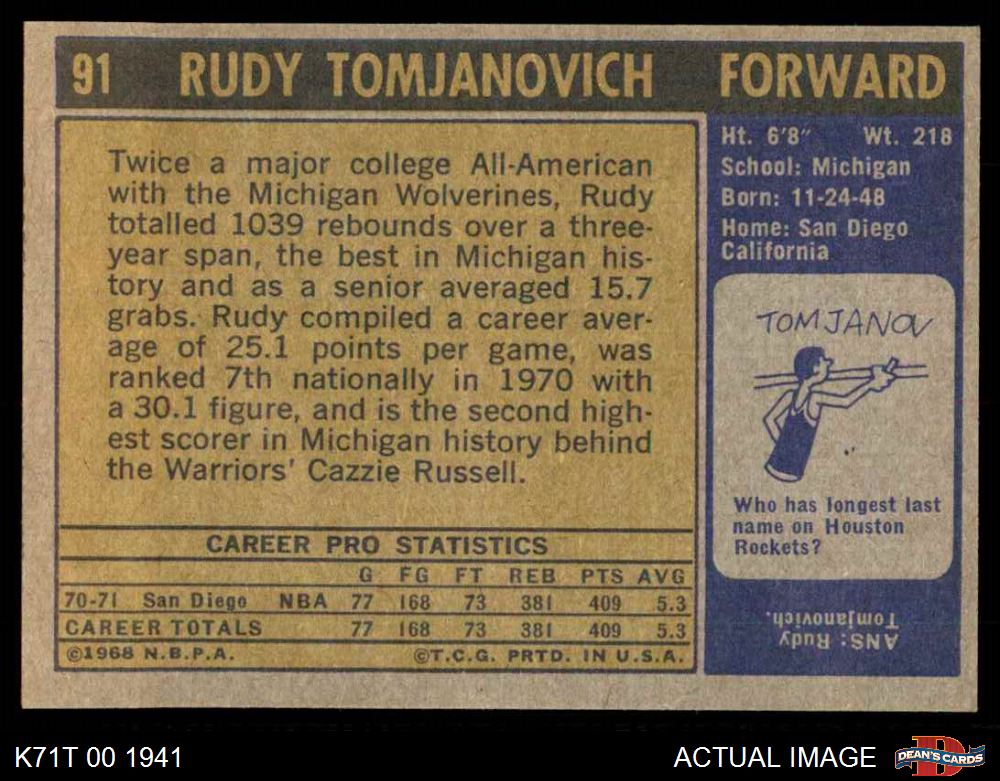 91 RUDY TOMJANOVICH FORWARD
Twice a major college All-American
with the Michigan Wolverines, Rudy
totalled 1039 rebounds over a three-
year span, the best in Michigan his-
tory and as a senior averaged 15.7
grabs. Rudy compiled a career aver-
age of 25.1 points per game, was
ranked 7th nationally in 1970 with
a 30.1 figure, and is the second high-
est scorer in Michigan history behind
the Warriors' Cazzie Russell.
CAREER PRO STATISTICS
G FG FT REB PTS AVG
70-71 San Diego NBA 77 168 73 381 409 5.3
CAREER TOTALS 77 168 73 381 409 5.3
©1968 N.B.P.A. ©T.C.G. PRTD. IN U.S.A.
Ht. 6'8" Wt. 218
School: Michigan
Born: 11-24-48
Home: San Diego
California
TOMJANOV
Who has longest last
name on Houston
Rockets?
ANS: Rudy
Tomjanovich.
K71T 00 1941
ACTUAL IMAGE
D
DEAN'S CARDS